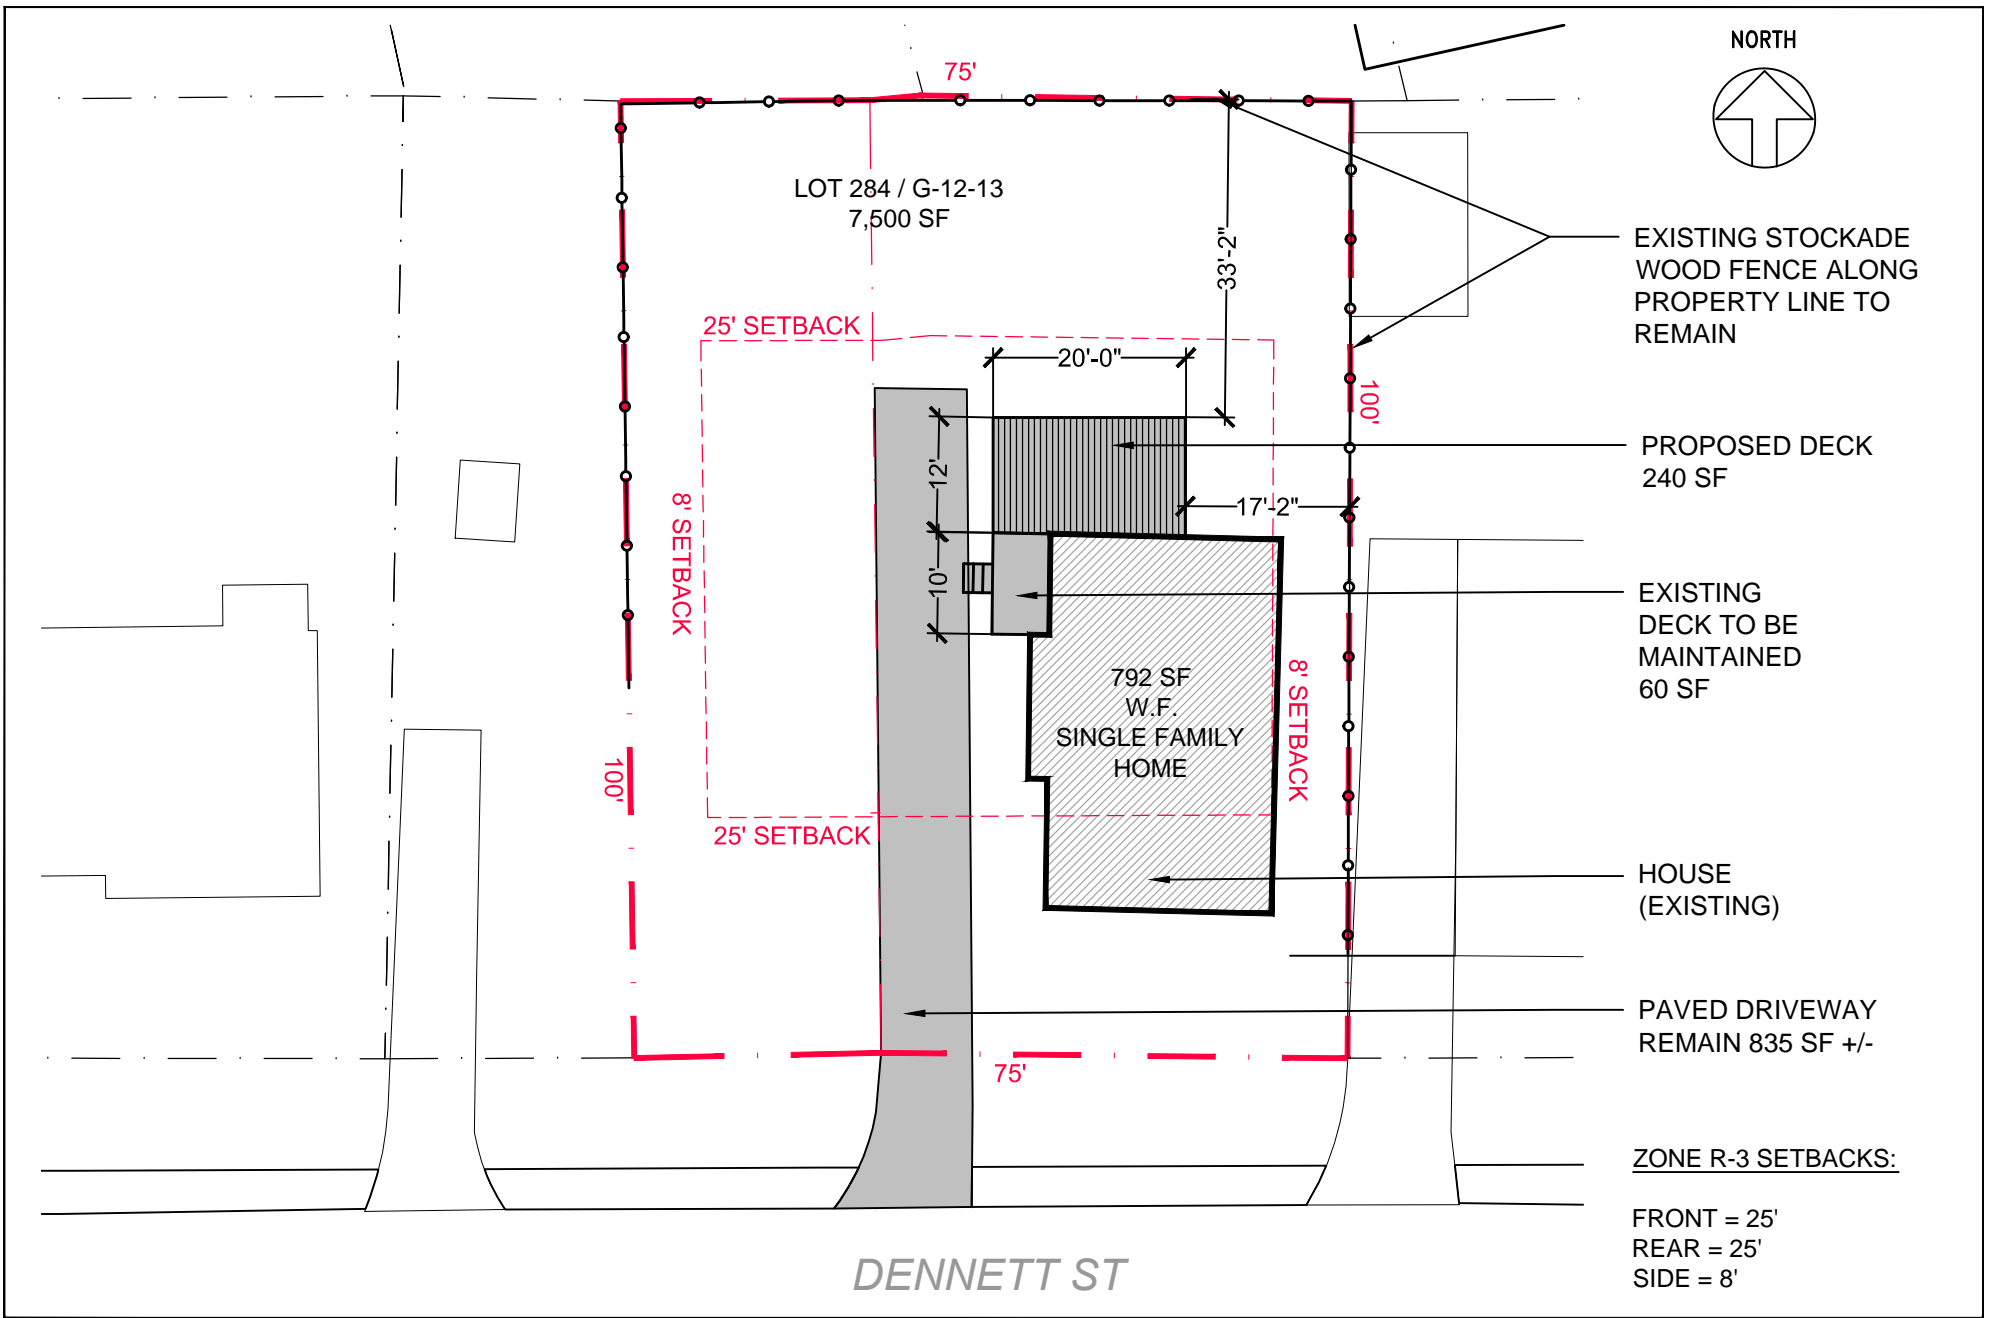 NORTH
75'
LOT 284 / G-12-13
7,500 SF
33'-2"
EXISTING STOCKADE
WOOD FENCE ALONG
PROPERTY LINE TO
REMAIN
25' SETBACK
20'-0"
100'
PROPOSED DECK
240 SF
12'
17'-2"
8' SETBACK
10'
EXISTING
DECK TO BE
MAINTAINED
60 SF
792 SF
W.F.
SINGLE FAMILY
HOME
8' SETBACK
100'
25' SETBACK
HOUSE
(EXISTING)
PAVED DRIVEWAY
REMAIN 835 SF +/-
75'
ZONE R-3 SETBACKS:
FRONT = 25'
REAR = 25'
SIDE = 8'
DENNETT ST